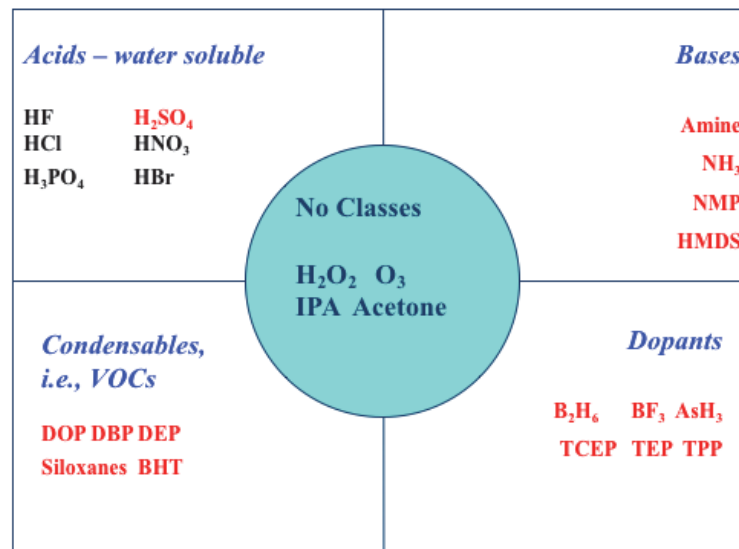 Acids – water soluble
HF H₂SO₄
HCl HNO₃
H₃PO₄ HBr
Bases
Amine
NH₃
NMP
HMDS
No Classes
H₂O₂ O₃
IPA Acetone
Condensables,
i.e., VOCs
DOP DBP DEP
Siloxanes BHT
Dopants
B₂H₆ BF₃ AsH₃
TCEP TEP TPP